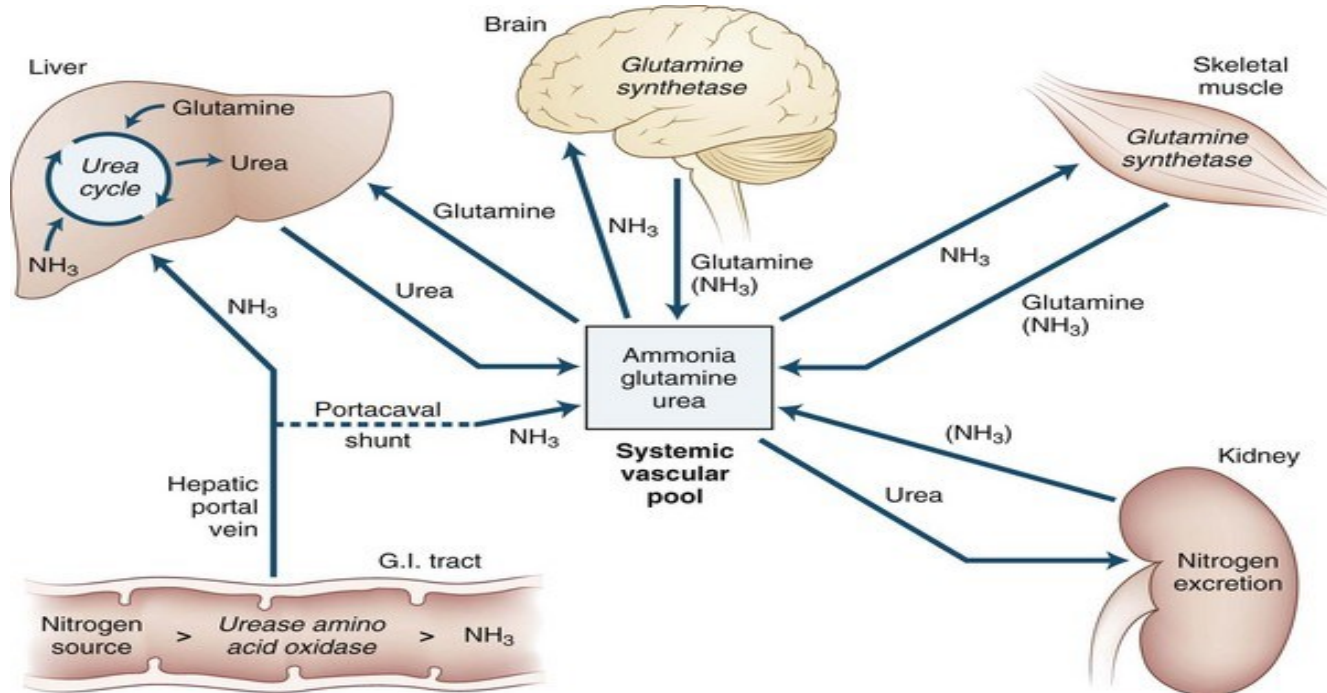 Brain
Glutamine
synthetase
Liver
Glutamine
Urea
cycle
Urea
NH₃
Skeletal
muscle
Glutamine
synthetase
Glutamine
NH₃
Urea
Glutamine
(NH₃)
NH₃
Glutamine
(NH₃)
NH₃
Ammonia
glutamine
urea
Systemic
vascular
pool
Portacaval
shunt
NH₃
Hepatic
portal
vein
(NH₃)
Urea
Kidney
Nitrogen
excretion
G.I. tract
Nitrogen
source
>
Urease amino
acid oxidase
>
NH₃